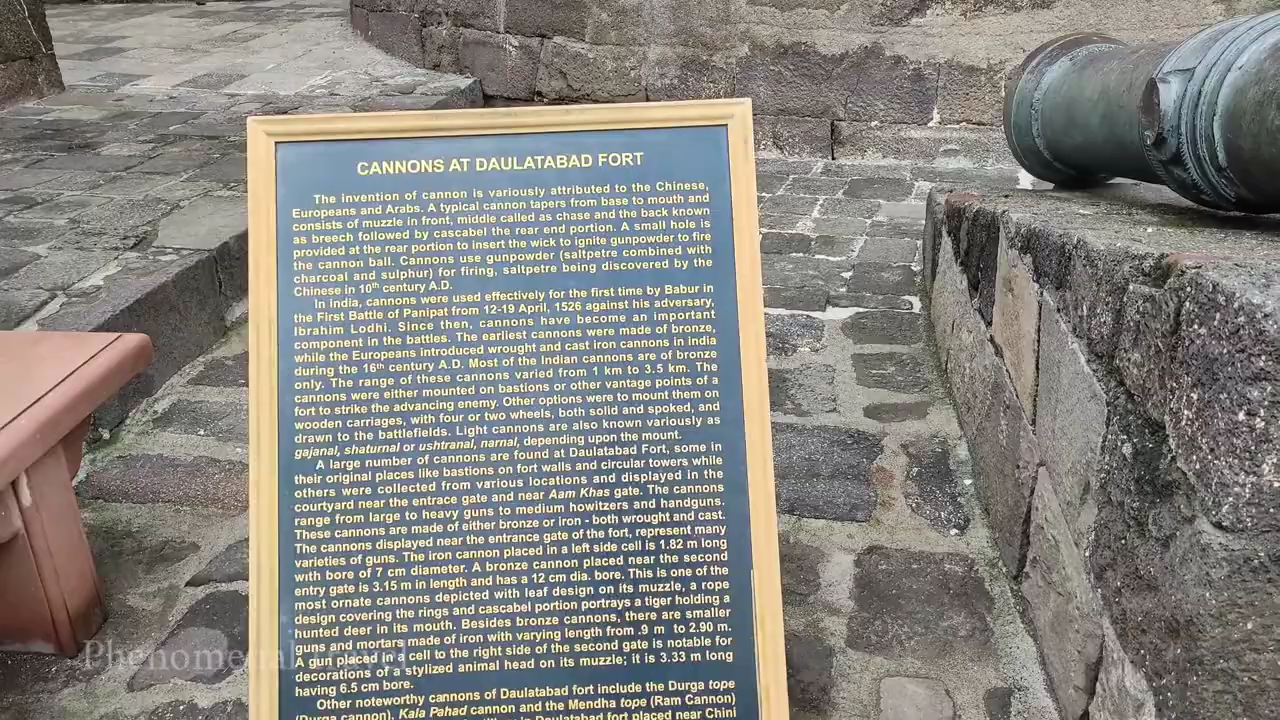 CANNONS AT DAULATABAD FORT
The invention of cannon is variously attributed to the Chinese,
Europeans and Arabs. A typical cannon tapers from base to mouth and
consists of muzzle in front, middle called as chase and the back known
as breech followed by cascabel the rear end portion. A small hole is
provided at the rear portion to insert the wick to ignite gunpowder to fire
the cannon ball. Cannons use gunpowder (saltpetre combined with
charcoal and sulphur) for firing, saltpetre being discovered by the
Chinese in 10th century A.D.
In India, cannons were used effectively for the first time by Babur in
the First Battle of Panipat from 12-19 April, 1526 against his adversary,
Ibrahim Lodhi. Since then, cannons have become an important
component in the battles. The earliest cannons were made of bronze,
while the Europeans introduced wrought and cast iron cannons in india
during the 16th century A.D. Most of the Indian cannons are of bronze
only. The range of these cannons varied from 1 km to 3.5 km. The
cannons were either mounted on bastions or other vantage points of a
fort to strike the advancing enemy. Other options were to mount them on
wooden carriages, with four or two wheels, both solid and spoked, and
drawn to the battlefields. Light cannons are also known variously as
gajanal, shaturnal or ushtranal, narnal, depending upon the mount.
A large number of cannons are found at Daulatabad Fort, some in
their original places like bastions on fort walls and circular towers while
others were collected from various locations and displayed in the
courtyard near the entrace gate and near Aam Khas gate. The cannons
range from large to heavy guns to medium howitzers and handguns.
These cannons are made of either bronze or iron - both wrought and cast.
The cannons displayed near the entrance gate of the fort, represent many
varieties of guns. The iron cannon placed in a left side cell is 1.82 m long
with bore of 7 cm diameter. A bronze cannon placed near the second
entry gate is 3.15 m in length and has a 12 cm dia. bore. This is one of the
most ornate cannons depicted with leaf design on its muzzle, a rope
design covering the rings and cascabel portion portrays a tiger holding a
hunted deer in its mouth. Besides bronze cannons, there are smaller
guns and mortars made of iron with varying length from .9 m to 2.90 m.
A gun placed in a cell to the right side of the second gate is notable for
decorations of a stylized animal head on its muzzle; it is 3.33 m long
having 6.5 cm bore.
Other noteworthy cannons of Daulatabad fort include the Durga tope
(Durga cannon), Kala Pahad cannon and the Mendha tope (Ram Cannon)
in Daulatabad fort placed near Chini
Phenomenal Travel